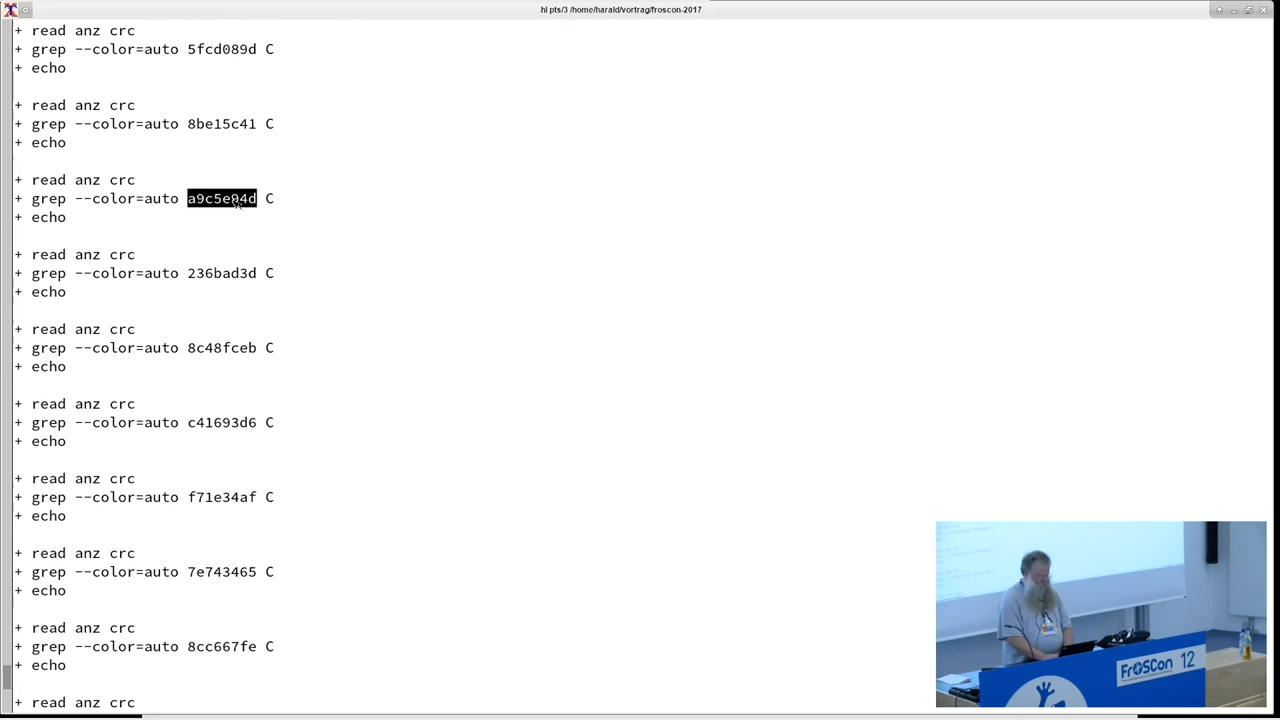 hl pts/3 /home/harald/vortrag/froscon-2017
+ read anz crc
+ grep --color=auto 5fcd089d C
+ echo
+ read anz crc
+ grep --color=auto 8be15c41 C
+ echo
+ read anz crc
+ grep --color=auto a9c5e04d C
+ echo
+ read anz crc
+ grep --color=auto 236bad3d C
+ echo
+ read anz crc
+ grep --color=auto 8c48fceb C
+ echo
+ read anz crc
+ grep --color=auto c41693d6 C
+ echo
+ read anz crc
+ grep --color=auto f71e34af C
+ echo
+ read anz crc
+ grep --color=auto 7e743465 C
+ echo
+ read anz crc
+ grep --color=auto 8cc667fe C
+ echo
+ read anz crc
FrOSCon 12